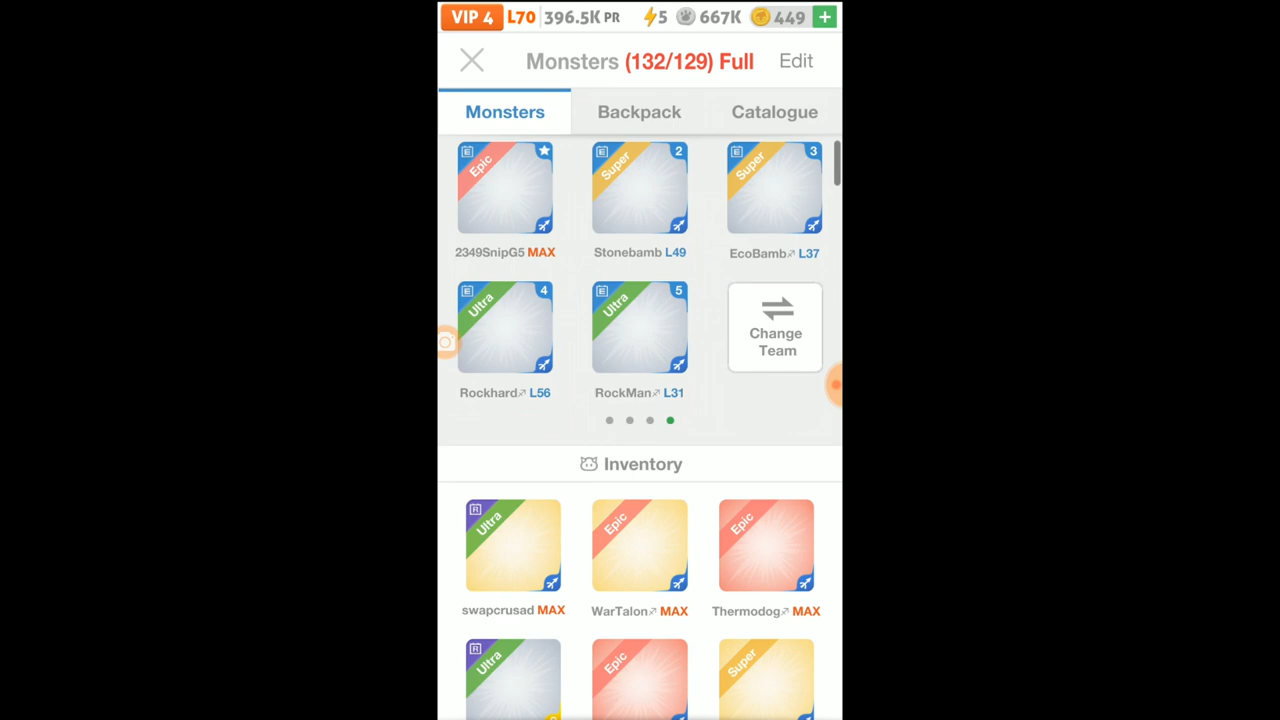 VIP 4 L70 396.5K PR 5 667K 449
Monsters (132/129) Full Edit
Monsters Backpack Catalogue
E Epic E Super 2 E Super 3
2349SnipG5 MAX Stonebamb L49 EcoBamb↗ L37
E Ultra 4 E Ultra 5
Change
Team
Rockhard↗ L56 RockMan↗ L31
Inventory
R Ultra Epic Epic
swapcrusad MAX WarTalon↗ MAX Thermodog↗ MAX
R Ultra Epic Super